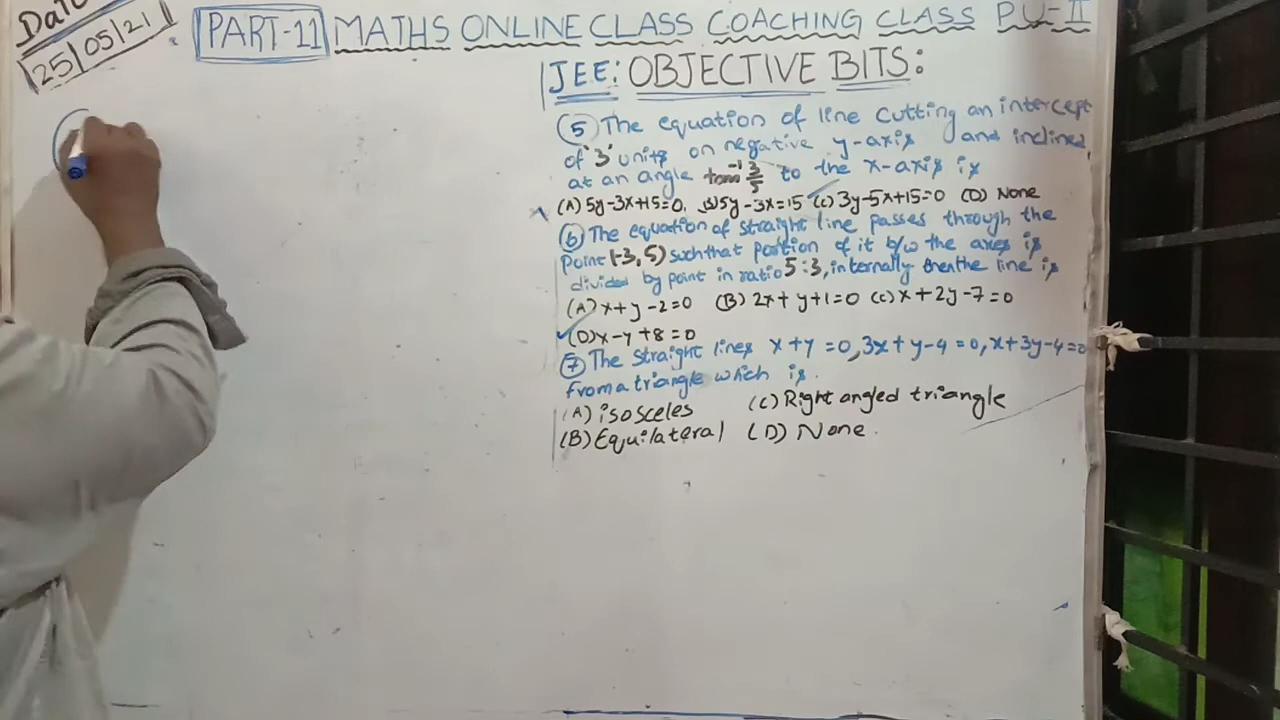 Date
25/05/21
PART-11 MATHS ONLINE CLASS COACHING CLASS P.U-II
JEE: OBJECTIVE BITS:
(5) The equation of line cutting an intercept
of '3' units on negative y-axis and inclined
at an angle tan⁻¹ 3/5 to the x-axis is
(A) 5y-3x+15=0. (B) 5y-3x=15 (C) 3y-5x+15=0 (D) None
(6) The equation of straight line passes through the
point (-3, 5) such that portion of it b/w the axes is
divided by point in ratio 5:3, internally then the line is
(A) x+y-2=0 (B) 2x+y+1=0 (C) x+2y-7=0
(D) x-y+8=0
(7) The straight lines x+y=0, 3x+y-4=0, x+3y-4=0
from a triangle which is.
(A) isosceles (C) Right angled triangle
(B) Equilateral (D) None.